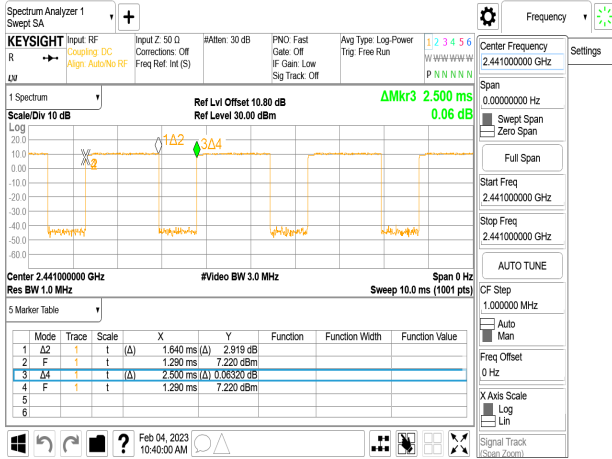 Spectrum Analyzer 1
Swept SA
Frequency
KEYSIGHT
R
LXI
Input: RF
Coupling: DC
Align: Auto/No RF
Input Z: 50 Ω
Corrections: Off
Freq Ref: Int (S)
#Atten: 30 dB
PNO: Fast
Gate: Off
IF Gain: Low
Sig Track: Off
Avg Type: Log-Power
Trig: Free Run
1 2 3 4 5 6
W W W W W W
P N N N N N
1 Spectrum
Scale/Div 10 dB
Ref Lvl Offset 10.80 dB
Ref Level 30.00 dBm
ΔMkr3 2.500 ms
0.06 dB
Log
20.0
10.0
0.00
-10.0
-20.0
-30.0
-40.0
-50.0
-60.0
1Δ2
3Δ4
Center 2.441000000 GHz
#Video BW 3.0 MHz
Span 0 Hz
Res BW 1.0 MHz
Sweep 10.0 ms (1001 pts)
5 Marker Table
Mode Trace Scale X Y Function Function Width Function Value
1 Δ2 1 t (Δ) 1.640 ms (Δ) 2.919 dB
2 F 1 t 1.290 ms 7.220 dBm
3 Δ4 1 t (Δ) 2.500 ms (Δ) 0.06320 dB
4 F 1 t 1.290 ms 7.220 dBm
5
6
Feb 04, 2023
10:40:00 AM
Center Frequency
2.441000000 GHz
Settings
Span
0.00000000 Hz
Swept Span
Zero Span
Full Span
Start Freq
2.441000000 GHz
Stop Freq
2.441000000 GHz
AUTO TUNE
CF Step
1.000000 MHz
Auto
Man
Freq Offset
0 Hz
X Axis Scale
Log
Lin
Signal Track
(Span Zoom)